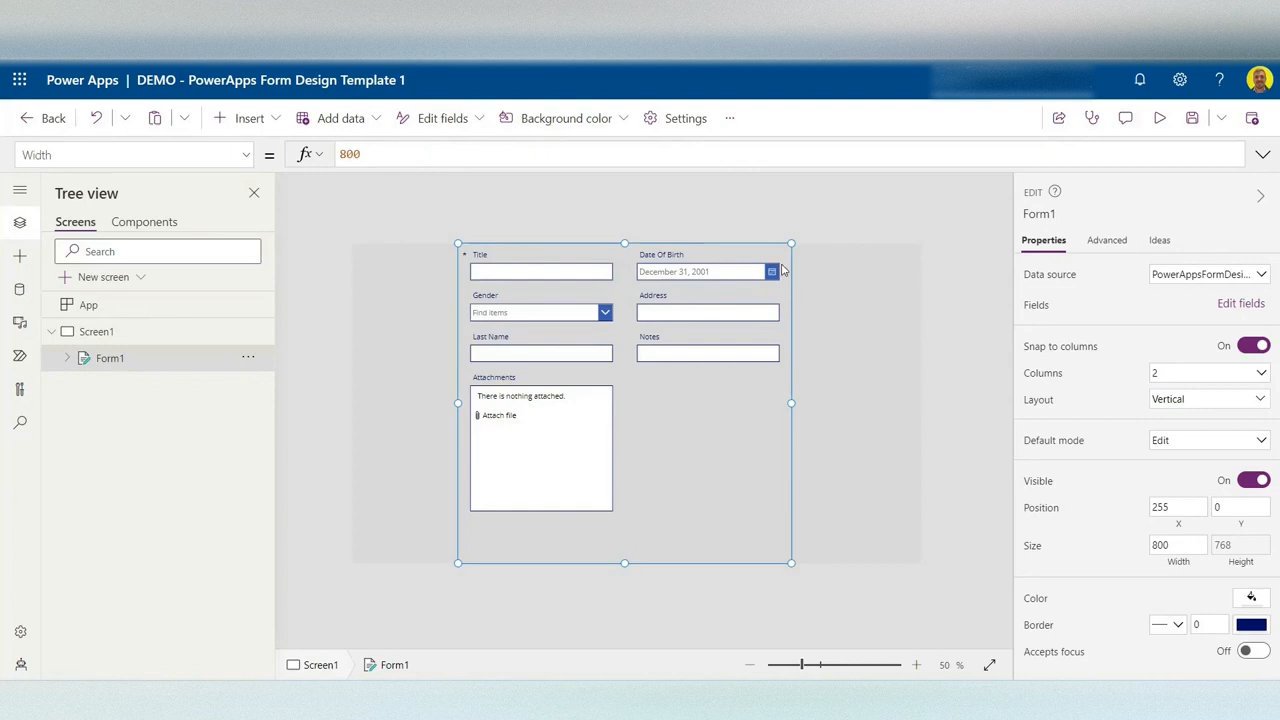 Power Apps | DEMO - PowerApps Form Design Template 1
Back Insert Add data Edit fields Background color Settings ...
Width = fx 800
Tree view
Screens Components
Search
New screen
App
Screen1
Form1 ...
* Title
Date Of Birth
December 31, 2001
Gender
Find items
Address
Last Name
Notes
Attachments
There is nothing attached.
Attach file
EDIT
Form1
Properties Advanced Ideas
Data source PowerAppsFormDesi...
Fields Edit fields
Snap to columns On
Columns 2
Layout Vertical
Default mode Edit
Visible On
Position 255 0
X Y
Size 800 768
Width Height
Color
Border 0
Accepts focus Off
Screen1 Form1
50 %